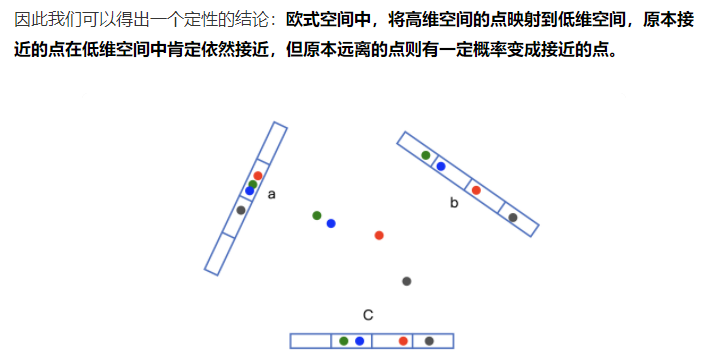 因此我们可以得出一个定性的结论：欧式空间中，将高维空间的点映射到低维空间，原本接
近的点在低维空间中肯定依然接近，但原本远离的点则有一定概率变成接近的点。
a
b
C